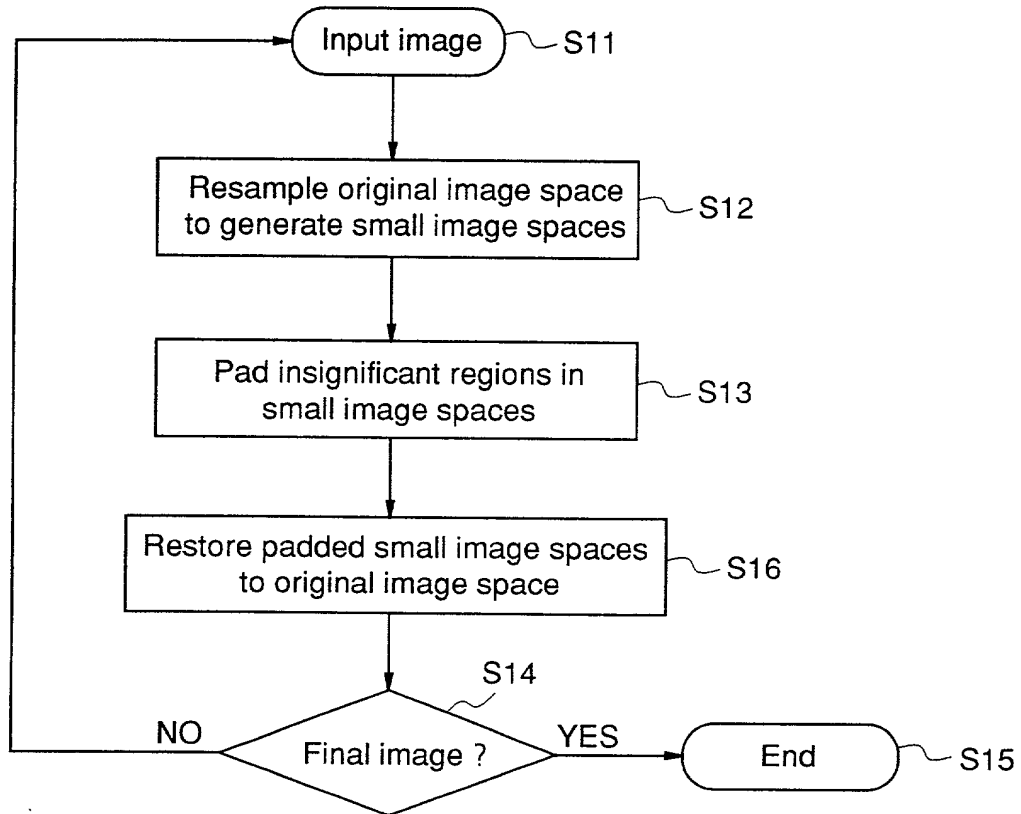 Input image
S11
Resample original image space
to generate small image spaces
S12
Pad insignificant regions in
small image spaces
S13
Restore padded small image spaces
to original image space
S16
S14
NO
Final image ?
YES
End
S15